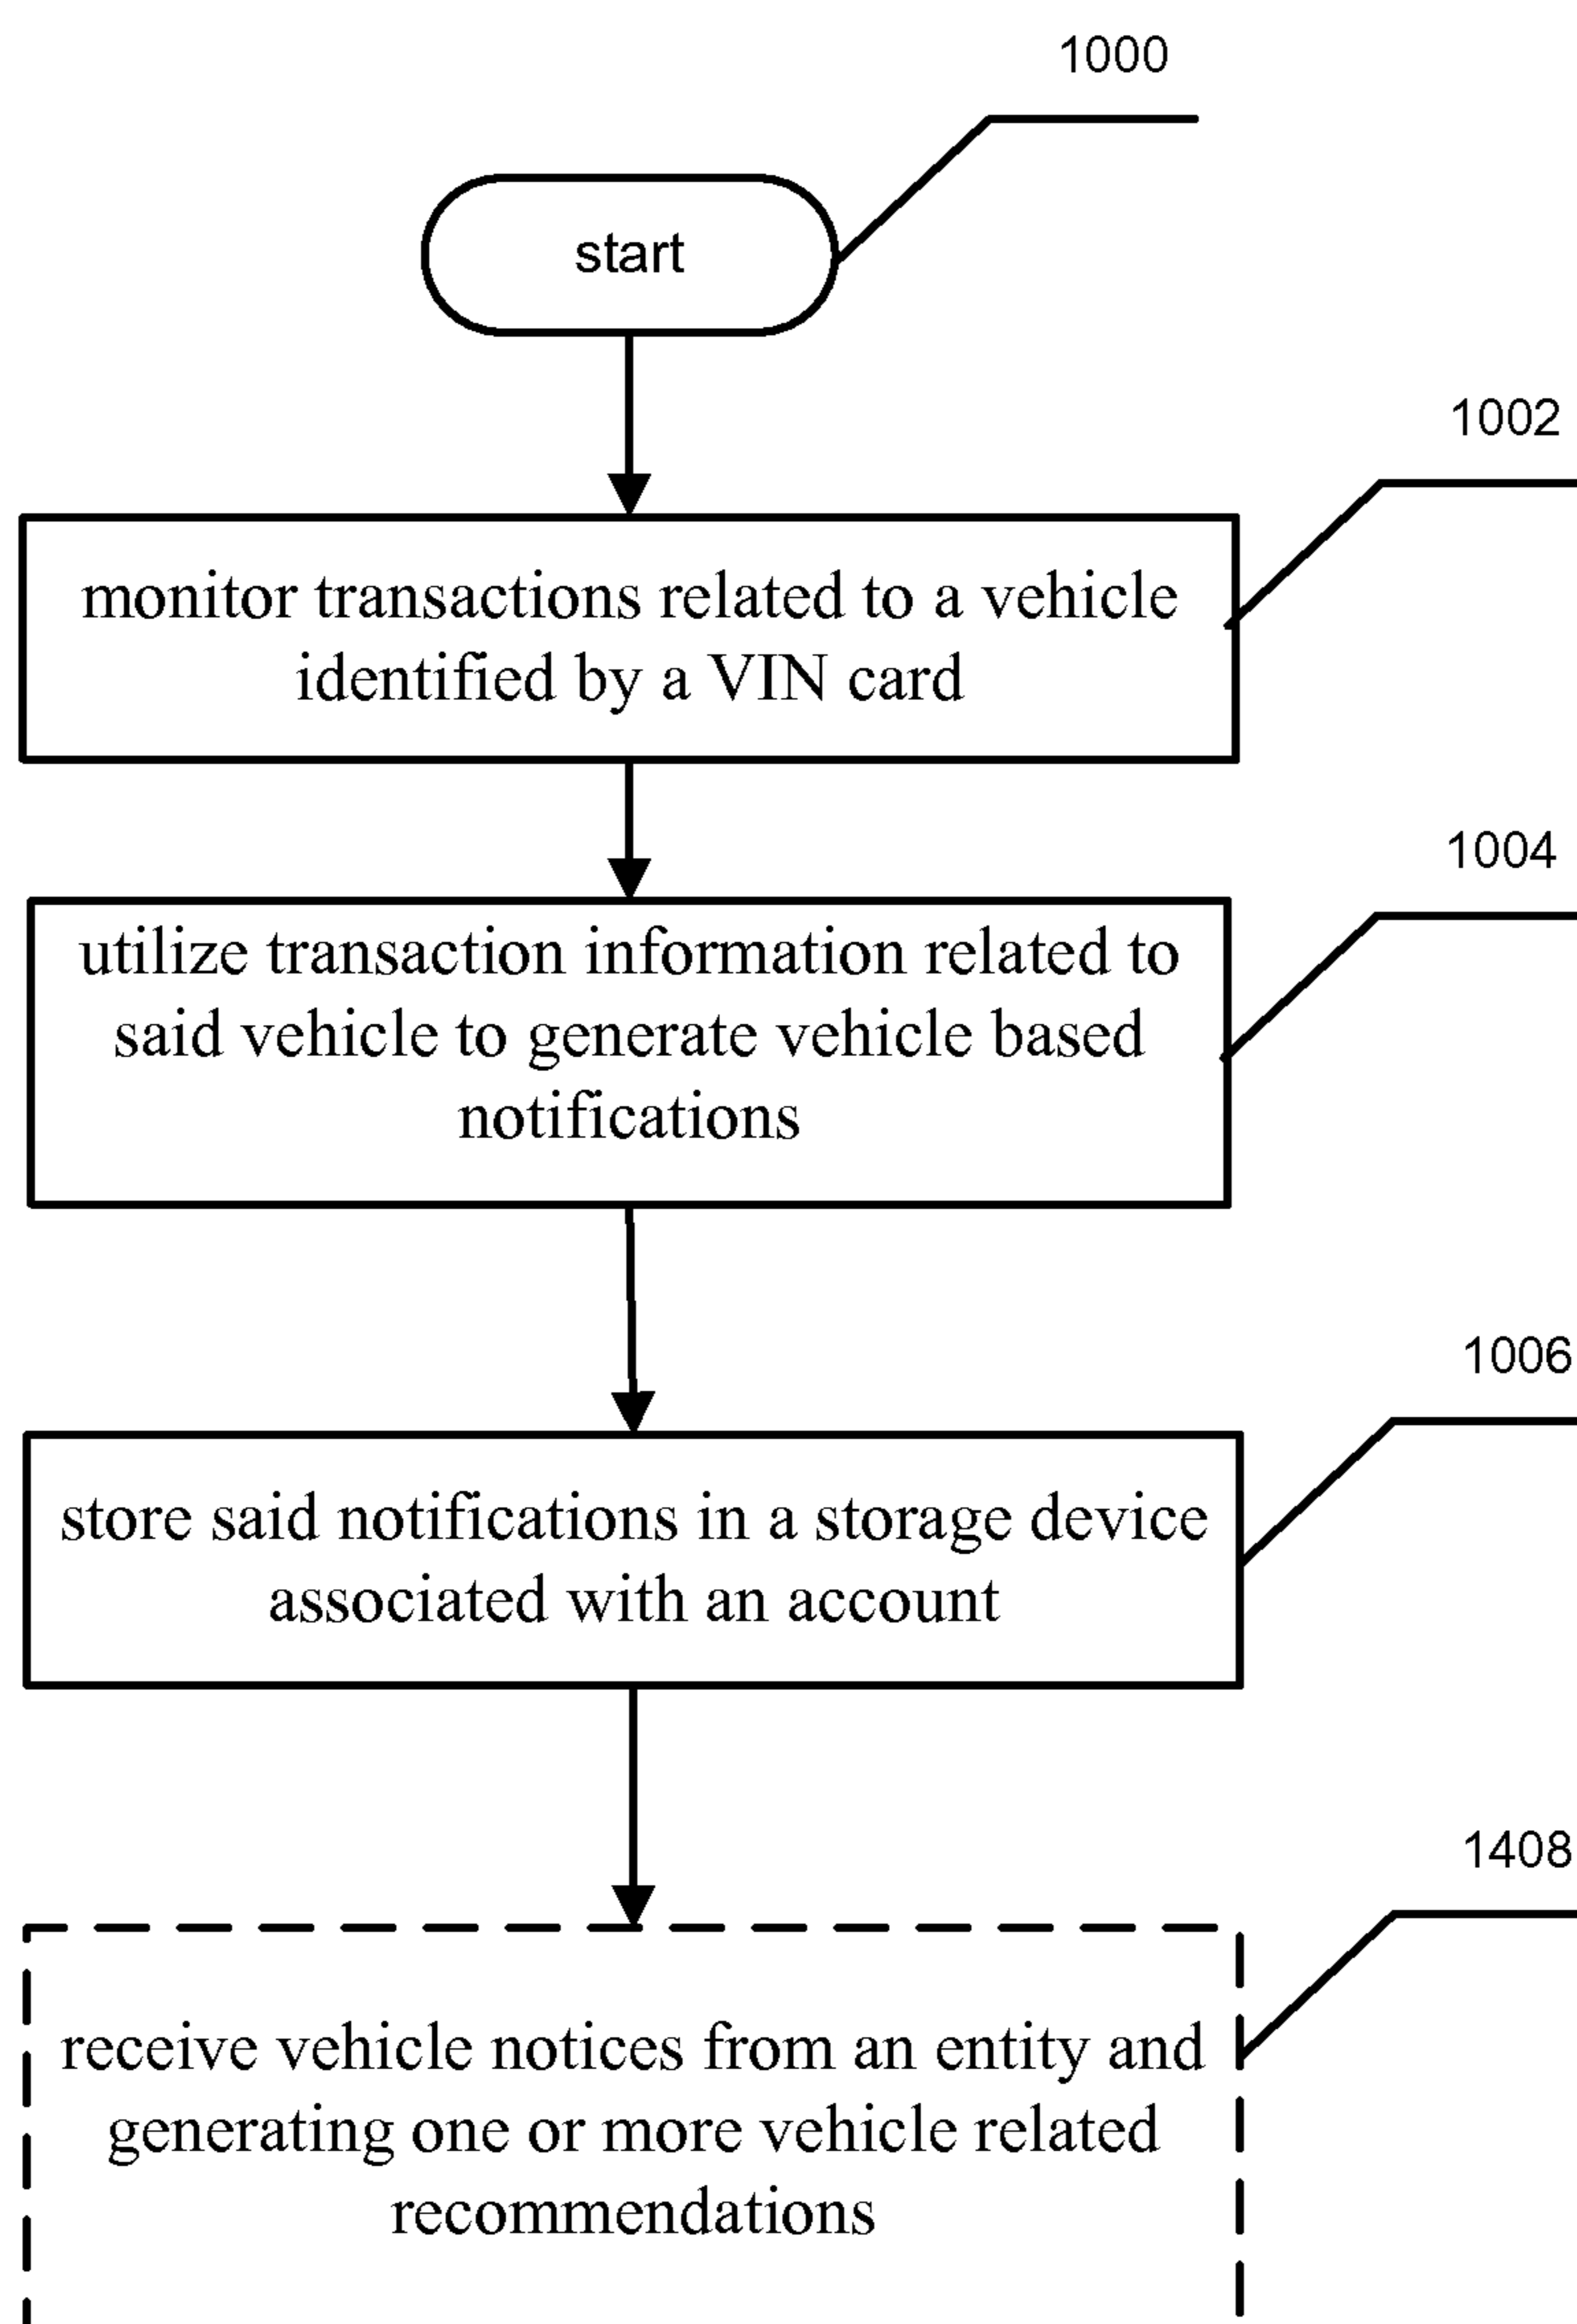 1000
start
1002
monitor transactions related to a vehicle
identified by a VIN card
1004
utilize transaction information related to
said vehicle to generate vehicle based
notifications
1006
store said notifications in a storage device
associated with an account
1408
receive vehicle notices from an entity and
generating one or more vehicle related
recommendations